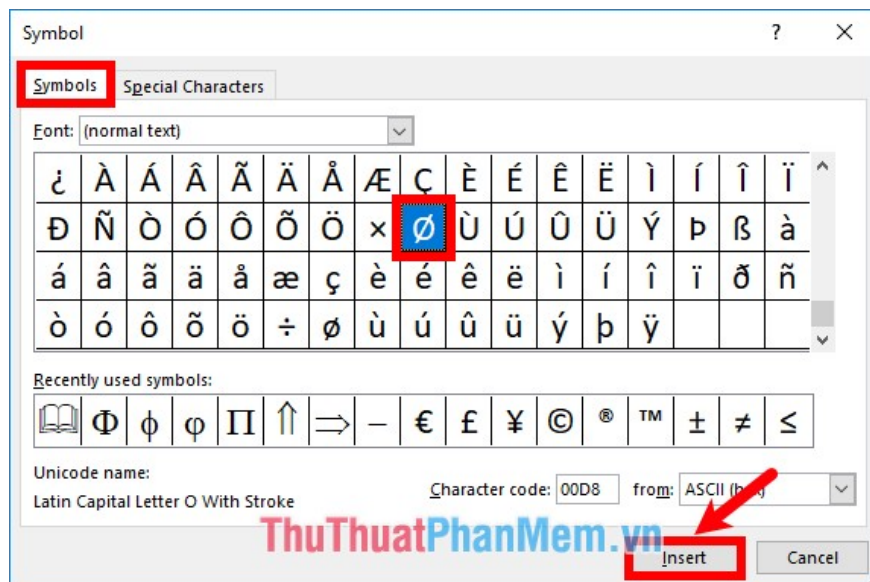 Symbol ? ×
Symbols Special Characters
Font: (normal text)
¿ À Á Â Ã Ä Å Æ Ç È É Ê Ë Ì Í Î Ï
Ð Ñ Ò Ó Ô Õ Ö × Ø Ù Ú Û Ü Ý Þ ß à
á â ã ä å æ ç è é ê ë ì í î ï ð ñ
ò ó ô õ ö ÷ ø ù ú û ü ý þ ÿ
Recently used symbols:
🕮 Φ ϕ φ Π ⇑ ⇒ – € £ ¥ © ® ™ ± ≠ ≤
Unicode name:
Latin Capital Letter O With Stroke
Character code: 00D8 from: ASCII (hex)
ThuThuatPhanMem.vn
Insert Cancel